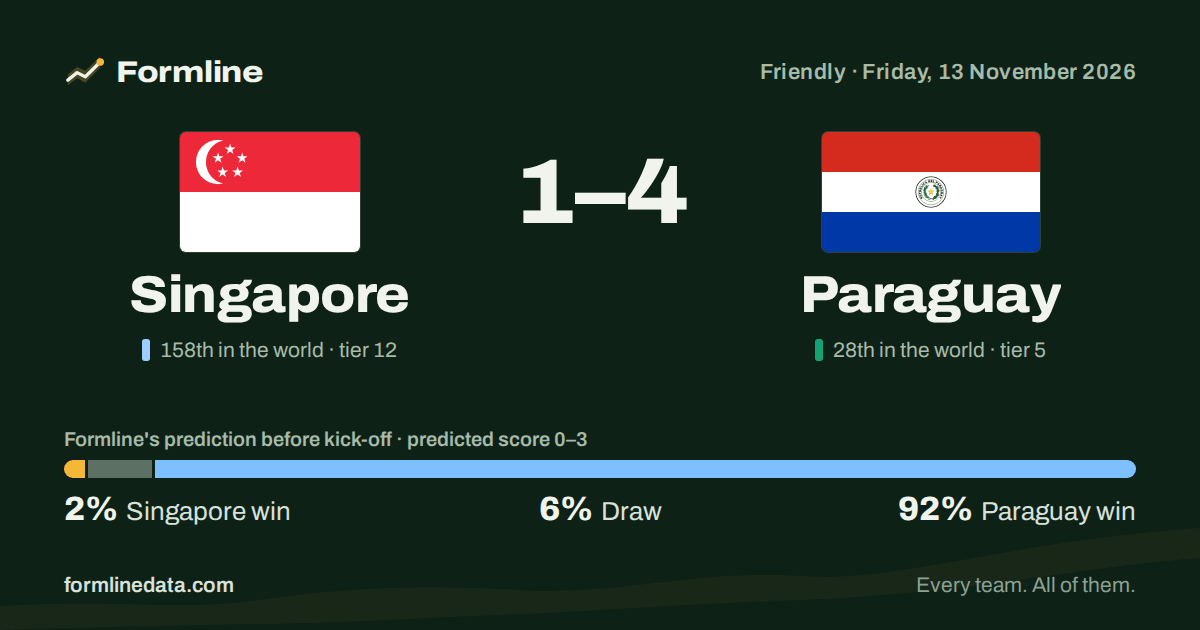 Formline
Friendly · Friday, 13 November 2026
1–4
Singapore
Paraguay
158th in the world · tier 12
28th in the world · tier 5
Formline's prediction before kick-off · predicted score 0–3
2% Singapore win
6% Draw
92% Paraguay win
formlinedata.com
Every team. All of them.